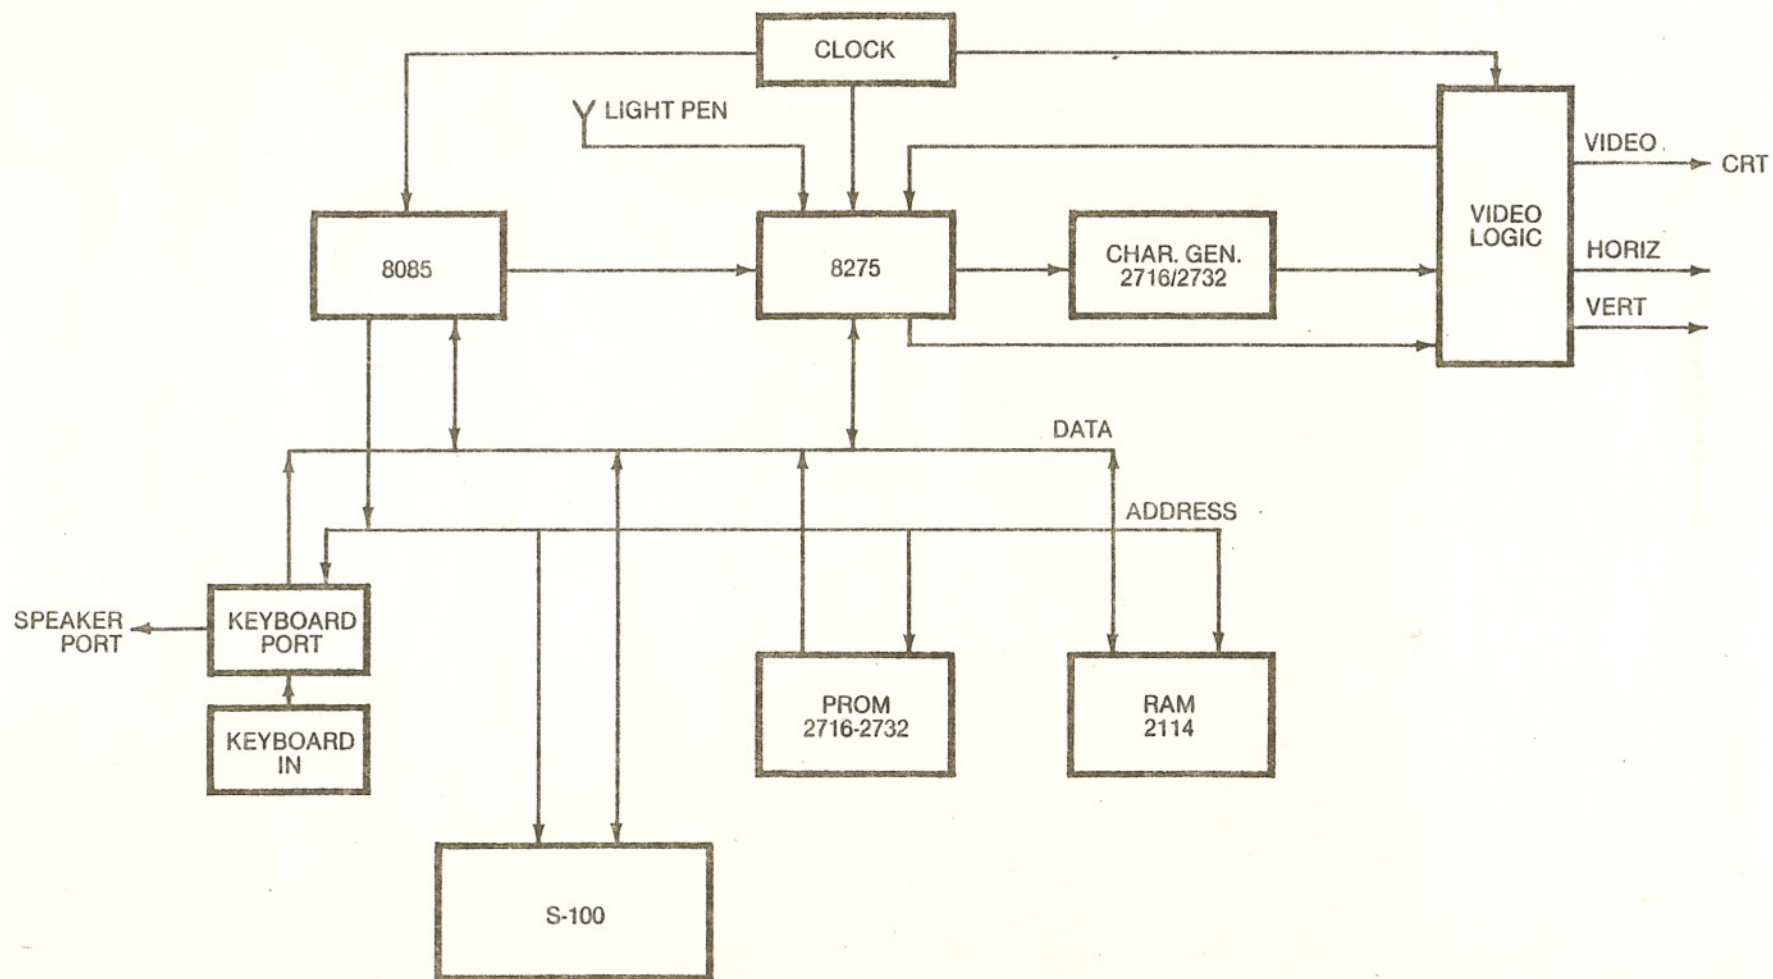 CLOCK
LIGHT PEN
VIDEO
CRT
8085
8275
CHAR. GEN.
2716/2732
VIDEO
LOGIC
HORIZ
VERT
DATA
ADDRESS
SPEAKER
PORT
KEYBOARD
PORT
KEYBOARD
IN
PROM
2716-2732
RAM
2114
S-100